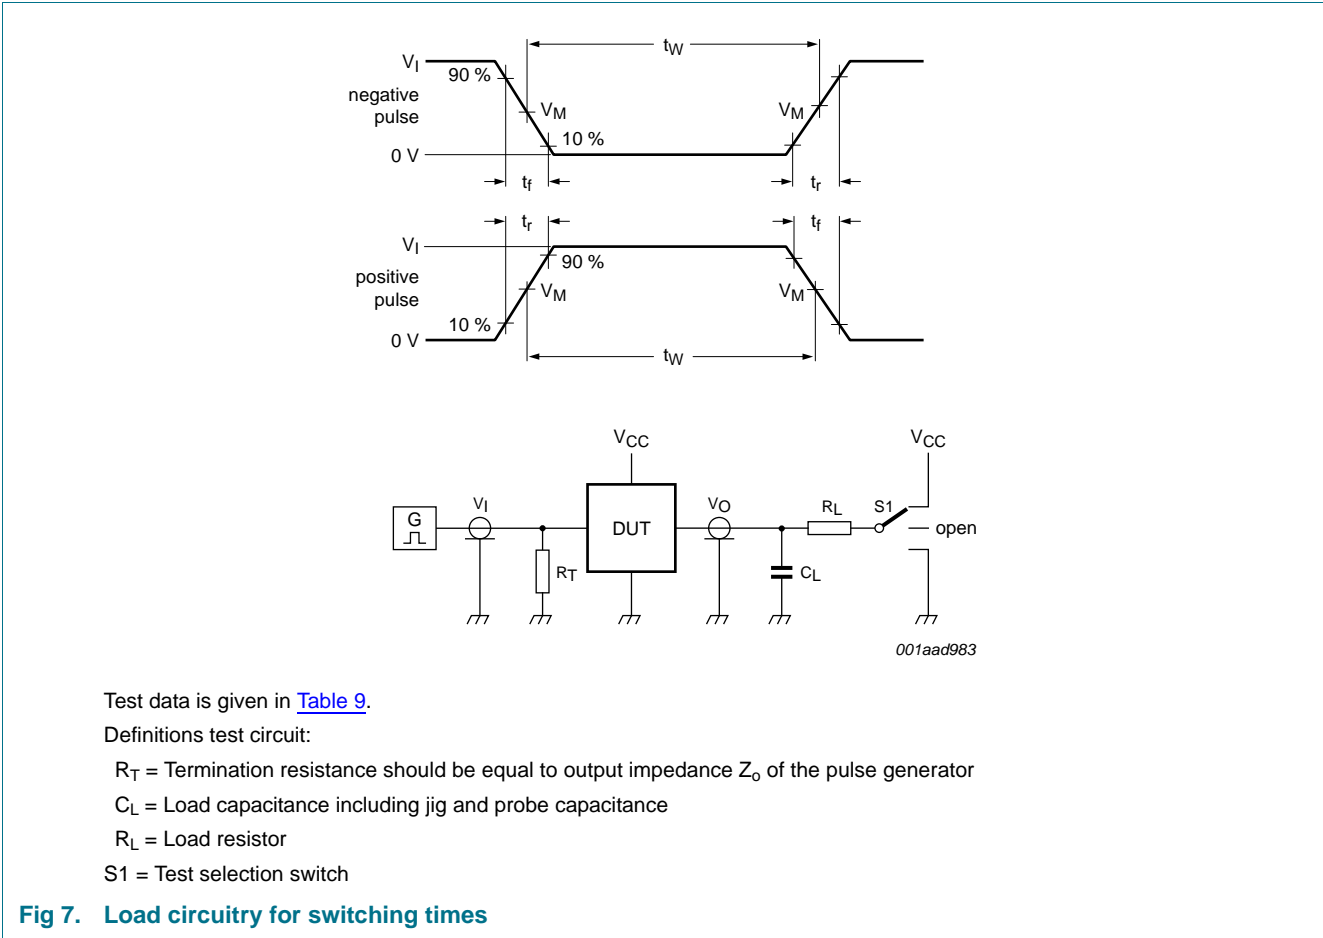 tW
VI
90 %
negative
pulse
VM
VM
10 %
0 V
tf
tr
tr
tf
VI
90 %
positive
pulse
VM
VM
10 %
0 V
tW
VCC
VCC
G
VI
DUT
VO
RL
S1
open
RT
CL
001aad983
Test data is given in Table 9.
Definitions test circuit:
RT = Termination resistance should be equal to output impedance Zo of the pulse generator
CL = Load capacitance including jig and probe capacitance
RL = Load resistor
S1 = Test selection switch
Fig 7. Load circuitry for switching times